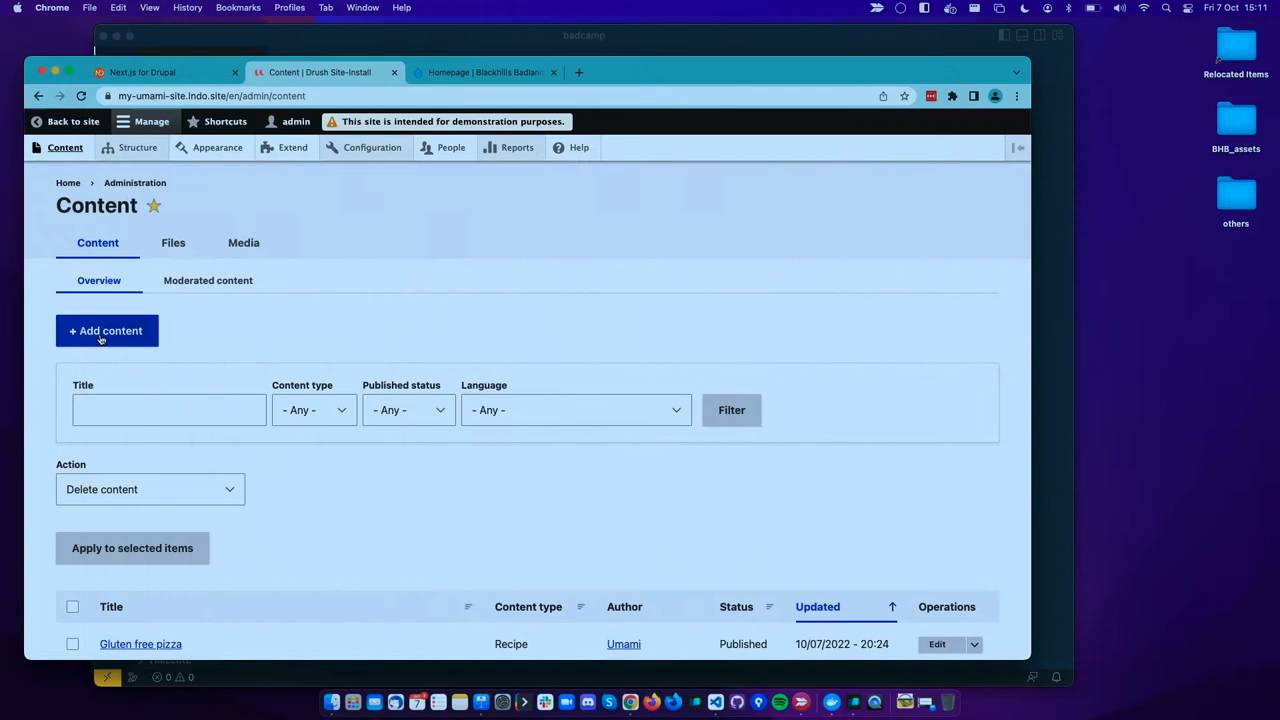 Chrome File Edit View History Bookmarks Profiles Tab Window Help Fri 7 Oct 15:11
badcamp
Next.js for Drupal Content | Drush Site-Install Homepage | Blackhills Badland
my-umami-site.lndo.site/en/admin/content
Back to site Manage Shortcuts admin This site is intended for demonstration purposes.
Content Structure Appearance Extend Configuration People Reports Help
Home Administration
Content
Content Files Media
Overview Moderated content
+ Add content
Title Content type Published status Language
- Any - - Any - - Any - Filter
Action
Delete content
Apply to selected items
Title Content type Author Status Updated Operations
Gluten free pizza Recipe Umami Published 10/07/2022 - 20:24 Edit
0 0
Relocated Items
BHB_assets
others